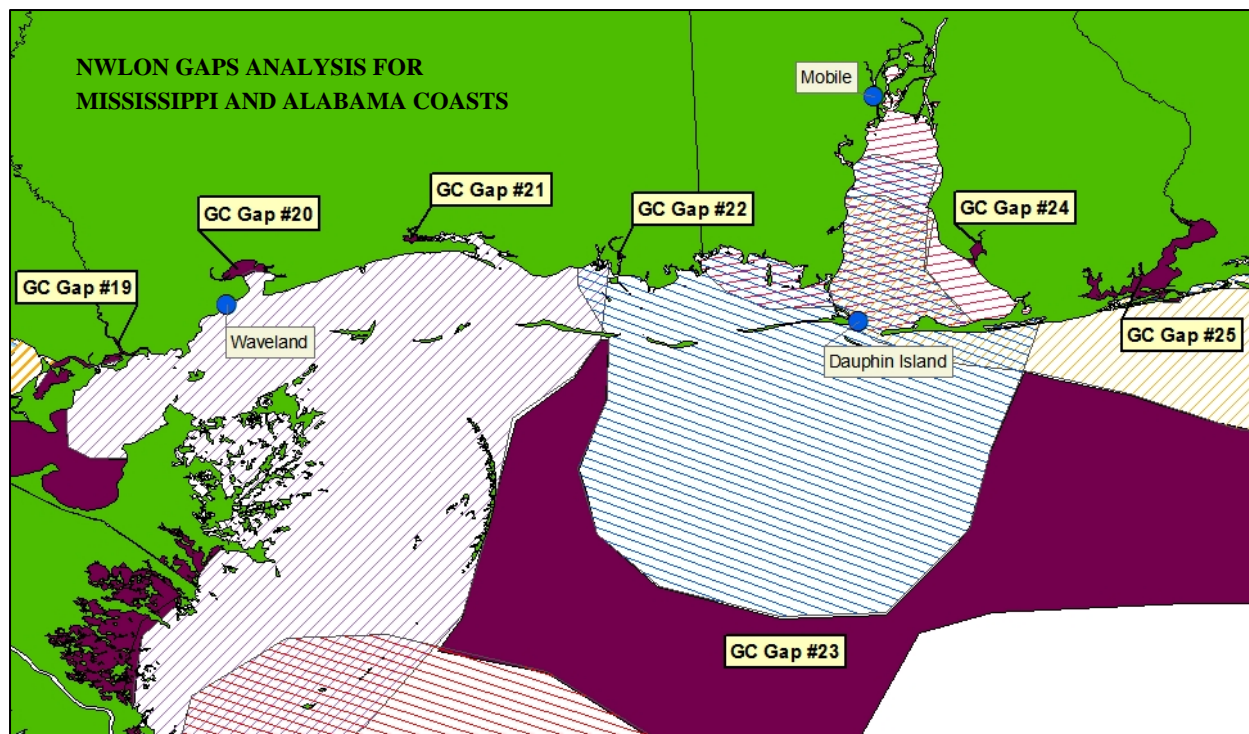 NWLON GAPS ANALYSIS FOR
MISSISSIPPI AND ALABAMA COASTS
Mobile
GC Gap #20
GC Gap #21
GC Gap #22
GC Gap #24
GC Gap #19
Waveland
Dauphin Island
GC Gap #25
GC Gap #23